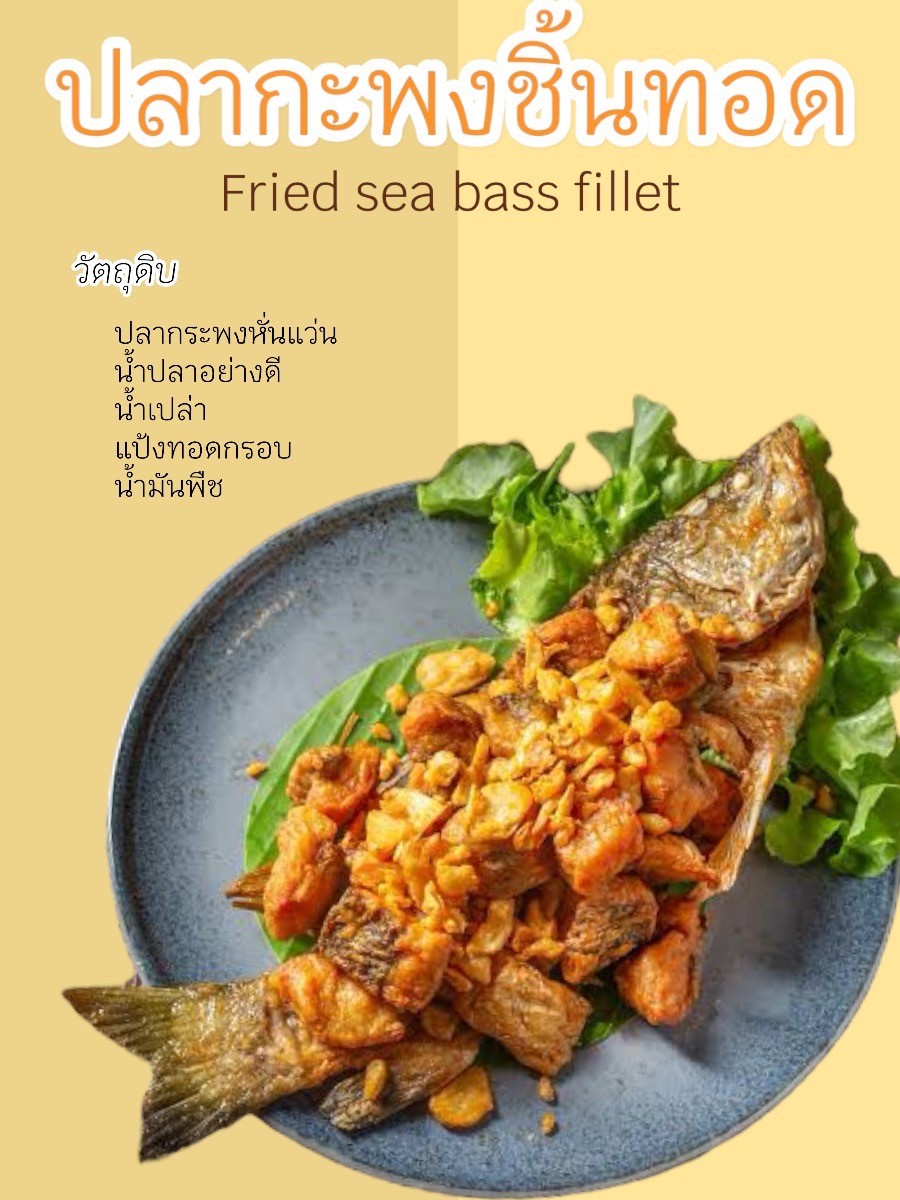 ปลากะพงชิ้นทอด
Fried sea bass fillet
วัตถุดิบ
ปลากระพงหั่นแว่น
น้ำปลาอย่างดี
น้ำเปล่า
แป้งทอดกรอบ
น้ำมันพืช